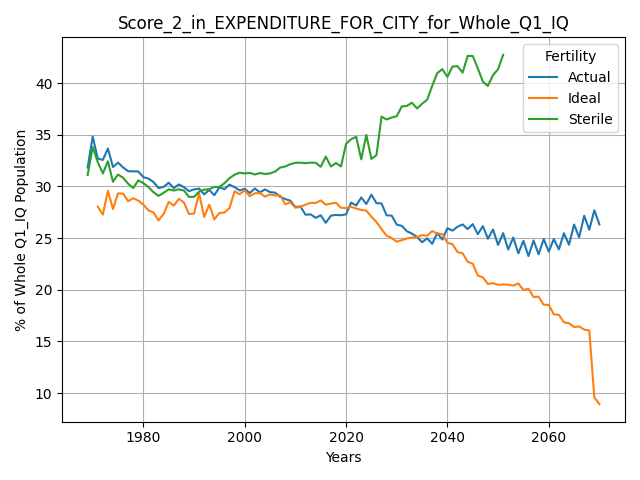 Score_2_in_EXPENDITURE_FOR_CITY_for_Whole_Q1_IQ
Fertility
Actual
Ideal
Sterile
% of Whole Q1_IQ Population
40
35
30
25
20
15
10
1980
2000
2020
2040
2060
Years